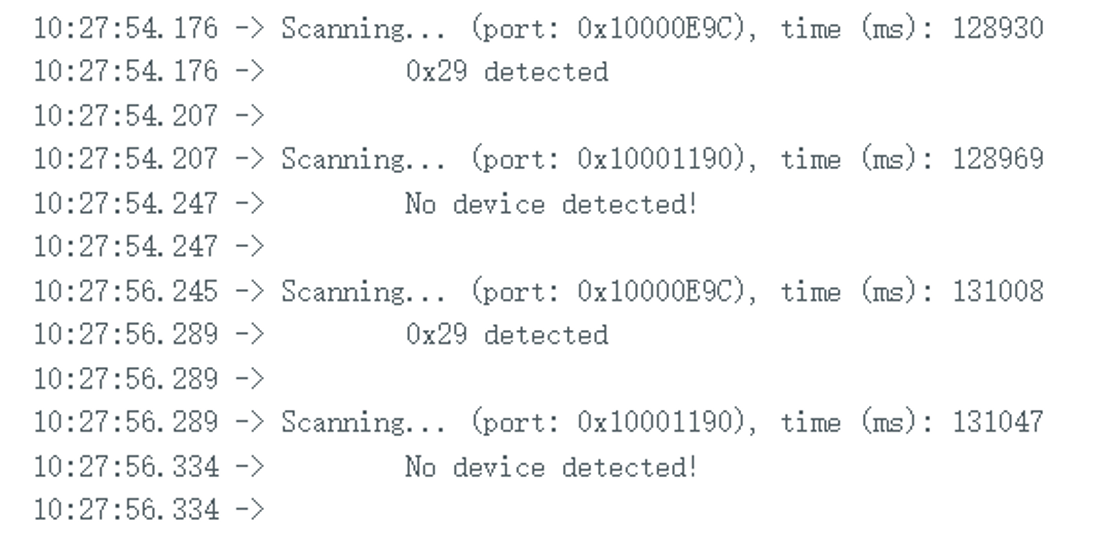 10:27:54.176 -> Scanning... (port: 0x10000E9C), time (ms): 128930
10:27:54.176 -> 0x29 detected
10:27:54.207 ->
10:27:54.207 -> Scanning... (port: 0x10001190), time (ms): 128969
10:27:54.247 -> No device detected!
10:27:54.247 ->
10:27:56.245 -> Scanning... (port: 0x10000E9C), time (ms): 131008
10:27:56.289 -> 0x29 detected
10:27:56.289 ->
10:27:56.289 -> Scanning... (port: 0x10001190), time (ms): 131047
10:27:56.334 -> No device detected!
10:27:56.334 ->